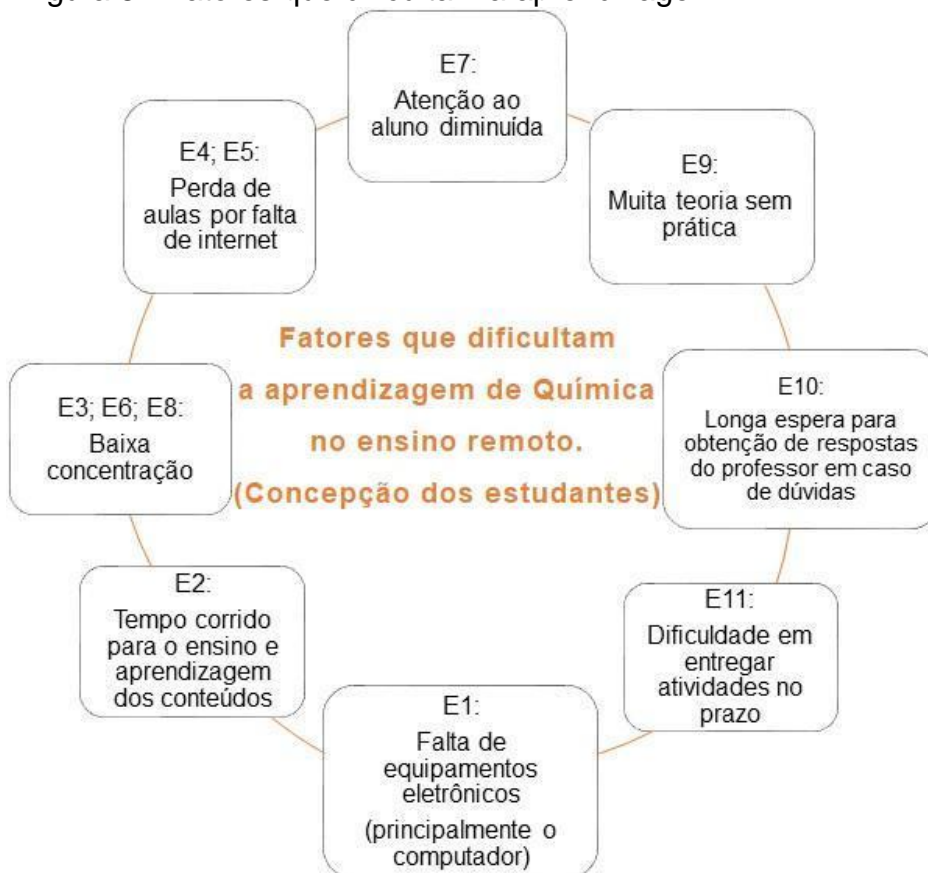 E7:
Atenção ao
aluno diminuída
E9:
Muita teoria sem
prática
E10:
Longa espera para
obtenção de respostas
do professor em caso
de dúvidas
E11:
Dificuldade em
entregar
atividades no
prazo
E1:
Falta de
equipamentos
eletrônicos
(principalmente o
computador)
E2:
Tempo corrido
para o ensino e
aprendizagem
dos conteúdos
E3; E6; E8:
Baixa
concentração
E4; E5:
Perda de
aulas por falta
de internet
Fatores que dificultam
a aprendizagem de Química
no ensino remoto.
(Concepção dos estudantes)